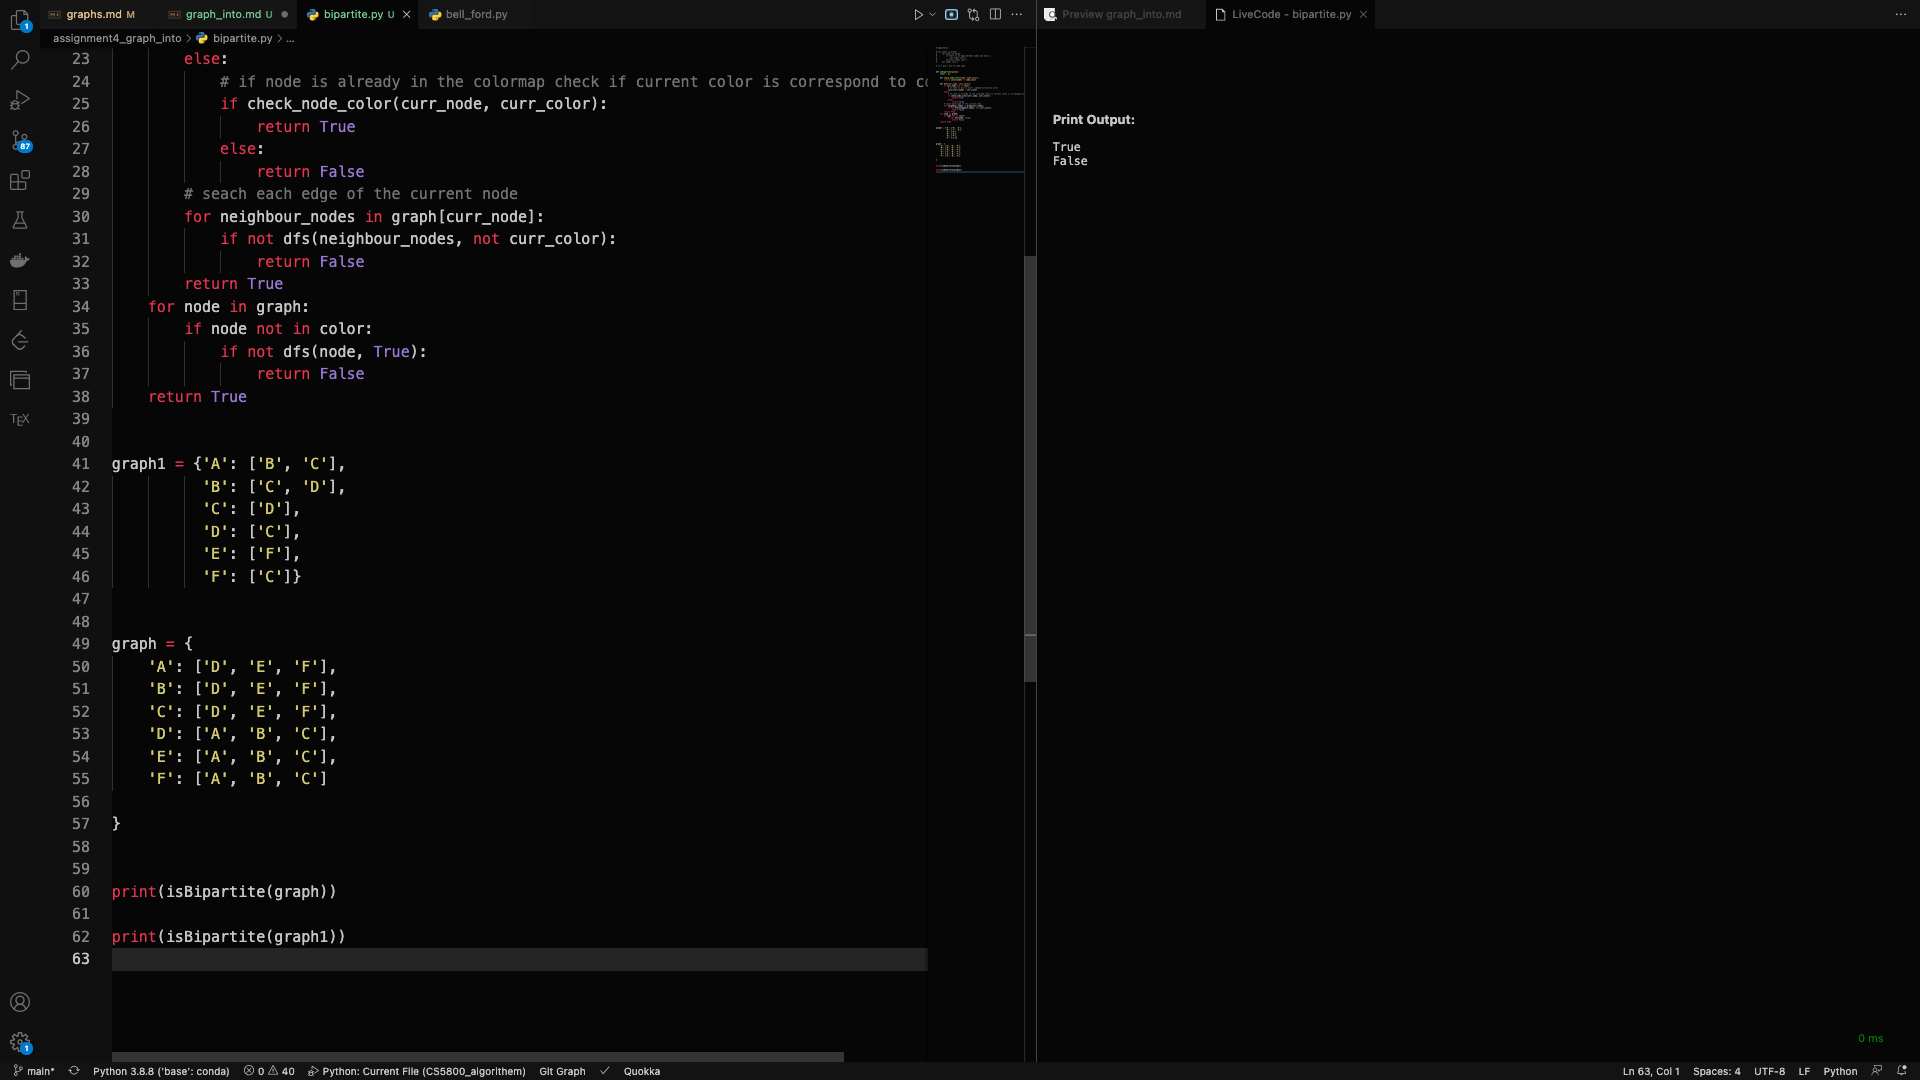 graphs.md M graph_into.md U bipartite.py U bell_ford.py Preview graph_into.md LiveCode - bipartite.py
assignment4_graph_into > bipartite.py > ...
23 else:
24 # if node is already in the colormap check if current color is correspond to
25 if check_node_color(curr_node, curr_color):
26 return True
27 else:
28 return False
29 # seach each edge of the current node
30 for neighbour_nodes in graph[curr_node]:
31 if not dfs(neighbour_nodes, not curr_color):
32 return False
33 return True
34 for node in graph:
35 if node not in color:
36 if not dfs(node, True):
37 return False
38 return True
39
40
41 graph1 = {'A': ['B', 'C'],
42 'B': ['C', 'D'],
43 'C': ['D'],
44 'D': ['C'],
45 'E': ['F'],
46 'F': ['C']}
47
48
49 graph = {
50 'A': ['D', 'E', 'F'],
51 'B': ['D', 'E', 'F'],
52 'C': ['D', 'E', 'F'],
53 'D': ['A', 'B', 'C'],
54 'E': ['A', 'B', 'C'],
55 'F': ['A', 'B', 'C']
56
57 }
58
59
60 print(isBipartite(graph))
61
62 print(isBipartite(graph1))
63
1
87
TEX
1
Print Output:
True
False
0 ms
main* Python 3.8.8 ('base': conda) 0 40 Python: Current File (CS5800_algorithem) Git Graph Quokka Ln 63, Col 1 Spaces: 4 UTF-8 LF Python